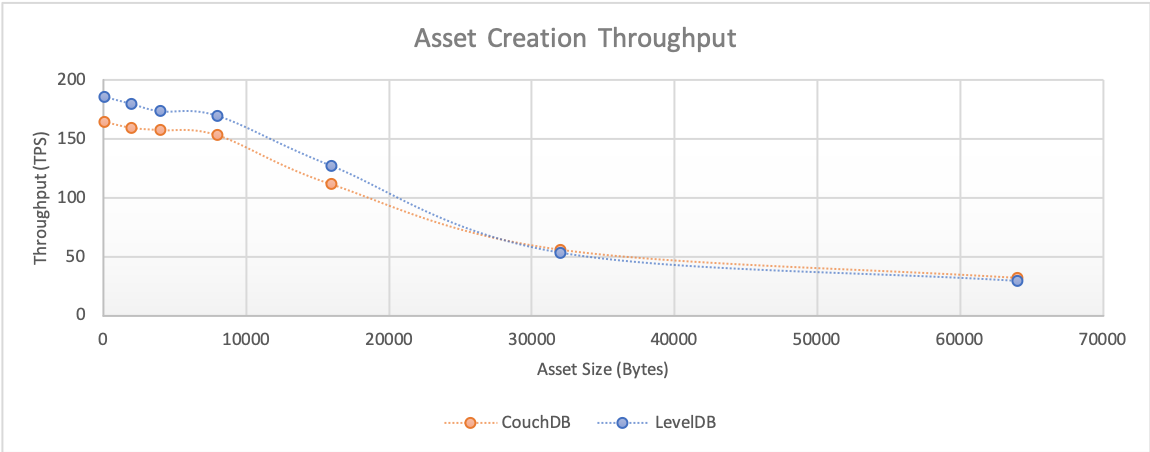 Asset Creation Throughput
Throughput (TPS)
200
150
100
50
0
0 10000 20000 30000 40000 50000 60000 70000
Asset Size (Bytes)
CouchDB LevelDB